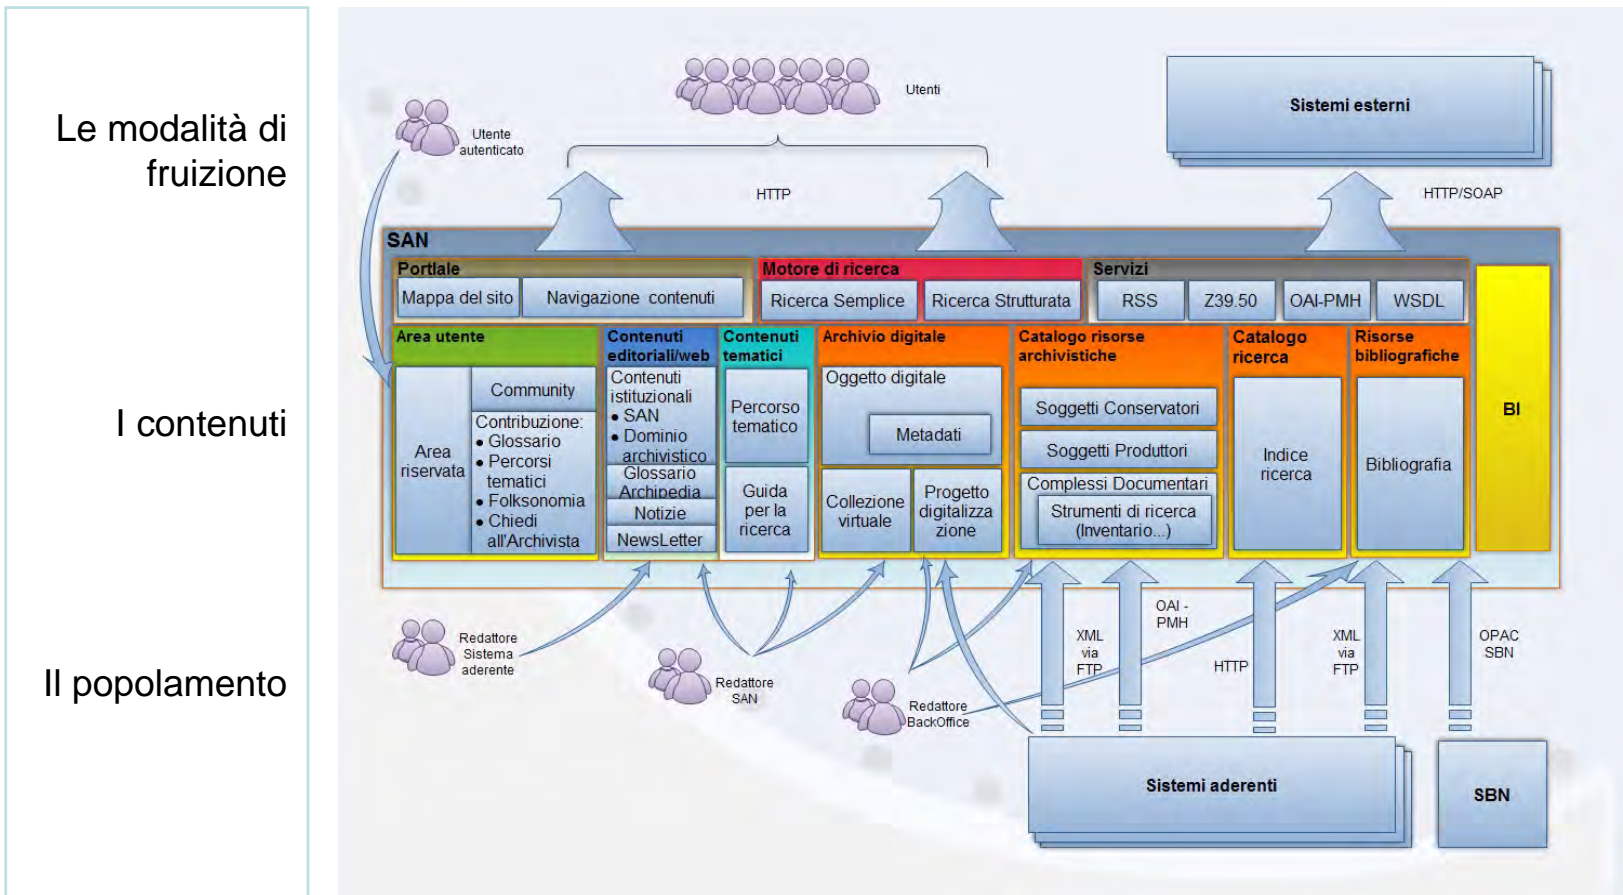 Le modalità di
fruizione
I contenuti
Il popolamento
Utente
autenticato
Utenti
Sistemi esterni
HTTP
HTTP/SOAP
SAN
Portlale
Mappa del sito
Navigazione contenuti
Motore di ricerca
Ricerca Semplice
Ricerca Strutturata
Servizi
RSS
Z39.50
OAI-PMH
WSDL
BI
Area utente
Area
riservata
Community
Contribuzione:
● Glossario
● Percorsi
tematici
● Folksonomia
● Chiedi
all'Archivista
Contenuti
editoriali/web
Contenuti
istituzionali
● SAN
● Dominio
archivistico
Glossario
Archipedia
Notizie
NewsLetter
Contenuti
tematici
Percorso
tematico
Guida
per la
ricerca
Archivio digitale
Oggetto digitale
Metadati
Collezione
virtuale
Progetto
digitalizza
zione
Catalogo risorse
archivistiche
Soggetti Conservatori
Soggetti Produttori
Complessi Documentari
Strumenti di ricerca
(Inventario...)
Catalogo
ricerca
Indice
ricerca
Risorse
bibliografiche
Bibliografia
Redattore
Sistema
aderente
Redattore
SAN
Redattore
BackOffice
XML
via
FTP
OAI -
PMH
HTTP
XML
via
FTP
OPAC
SBN
Sistemi aderenti
SBN